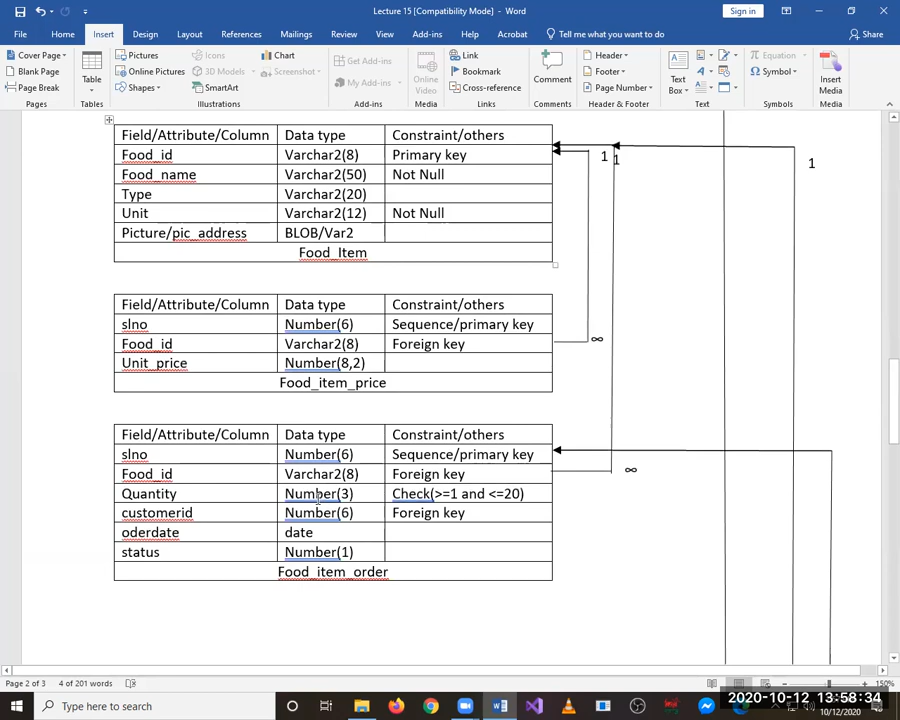 Lecture 15 [Compatibility Mode] - Word
Sign in
File Home Insert Design Layout References Mailings Review View Add-ins Help Acrobat Tell me what you want to do Share
Cover Page
Blank Page
Page Break
Pages
Table
Tables
Pictures
Online Pictures
Shapes
Icons
3D Models
SmartArt
Chart
Screenshot
Illustrations
Get Add-ins
My Add-ins
Add-ins
Online Video
Media
Link
Bookmark
Cross-reference
Links
Comment
Comments
Header
Footer
Page Number
Header & Footer
Text Box
Text
Equation
Symbol
Symbols
Insert Media
Media
Field/Attribute/Column Data type Constraint/others
Food_id Varchar2(8) Primary key
Food_name Varchar2(50) Not Null
Type Varchar2(20)
Unit Varchar2(12) Not Null
Picture/pic_address BLOB/Var2
Food_Item
1 1 1
Field/Attribute/Column Data type Constraint/others
slno Number(6) Sequence/primary key
Food_id Varchar2(8) Foreign key
Unit_price Number(8,2)
Food_item_price
∞
Field/Attribute/Column Data type Constraint/others
slno Number(6) Sequence/primary key
Food_id Varchar2(8) Foreign key
Quantity Number(3) Check(>=1 and <=20)
customerid Number(6) Foreign key
oderdate date
status Number(1)
Food_item_order
∞
Page 2 of 3 4 of 201 words 150%
Type here to search
2020-10-12 13:58:34
10/12/2020